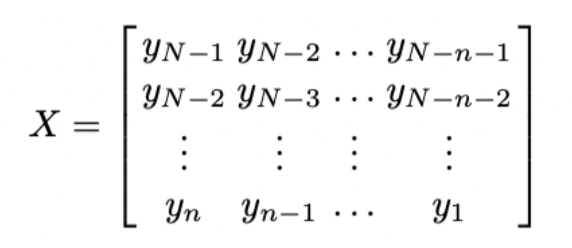 y_{N−1} y_{N−2} ⋯ y_{N−n−1}
y_{N−2} y_{N−3} ⋯ y_{N−n−2}
X =
⋮ ⋮ ⋮ ⋮
y_n y_{n−1} ⋯ y_1